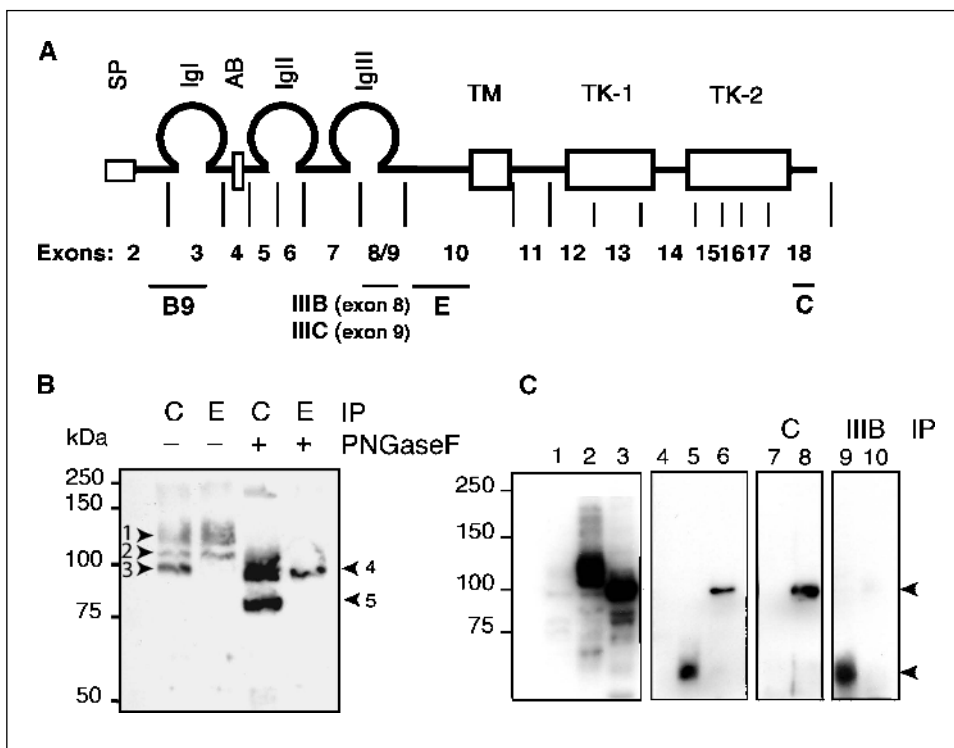 A
SP IgI AB IgII IgIII TM TK-1 TK-2
Exons: 2 3 4 5 6 7 8/9 10 11 12 13 14 15 16 17 18
B9 IIIB (exon 8) E C
IIIC (exon 9)
B
C E C E IP
kDa − − + + PNGaseF
250
150
100
75
50
1
2
3
4
5
C
C IIIB IP
1 2 3 4 5 6 7 8 9 10
250
150
100
75